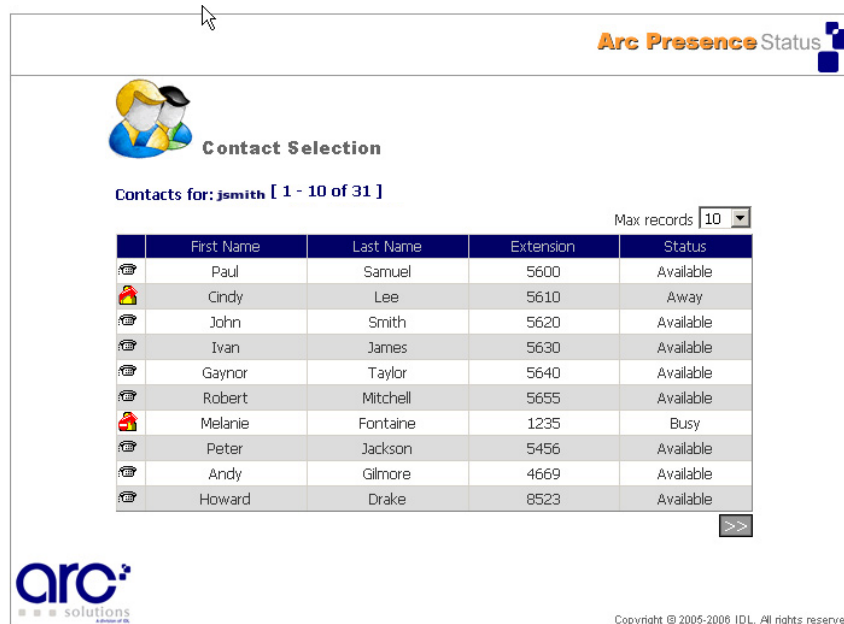 Arc Presence Status
Contact Selection
Contacts for: jsmith [ 1 - 10 of 31 ]
Max records 10
First Name Last Name Extension Status
Paul Samuel 5600 Available
Cindy Lee 5610 Away
John Smith 5620 Available
Ivan James 5630 Available
Gaynor Taylor 5640 Available
Robert Mitchell 5655 Available
Melanie Fontaine 1235 Busy
Peter Jackson 5456 Available
Andy Gilmore 4669 Available
Howard Drake 8523 Available
>>
arc
solutions
A division of IDL
Copyright © 2005-2006 IDL. All rights reserve